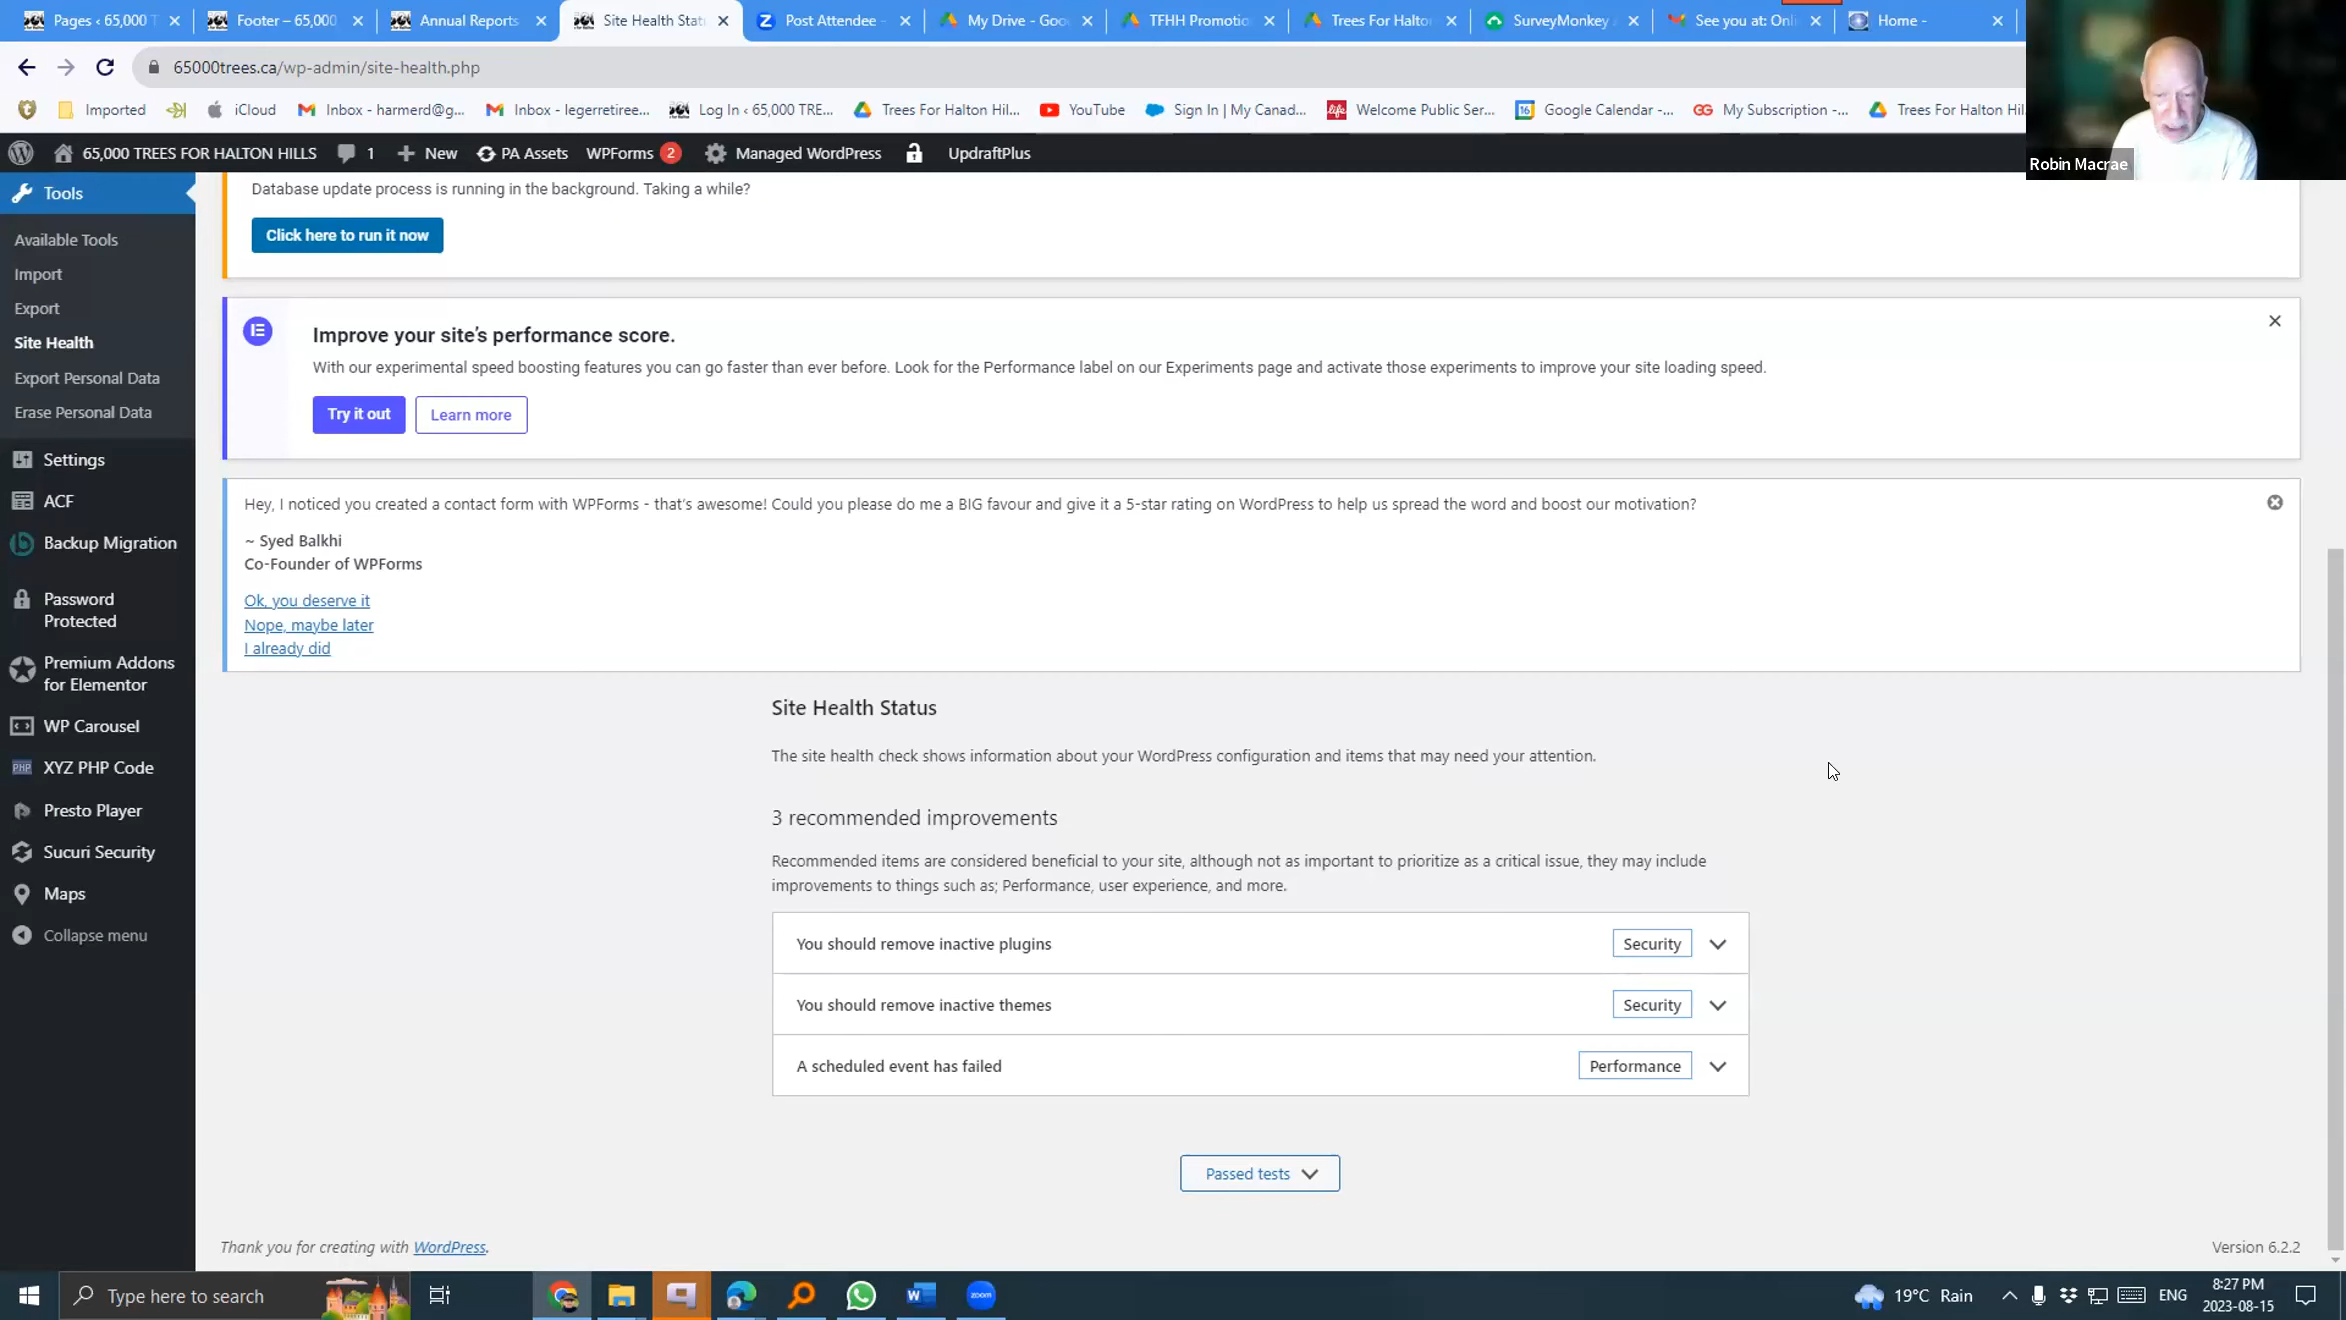 Pages ‹ 65,000 T
Footer – 65,000
Annual Reports
Site Health Stat
Post Attendee -
My Drive - Goo
TFHH Promotio
Trees For Halto
SurveyMonkey
See you at: Onli
Home -
65000trees.ca/wp-admin/site-health.php
Imported
iCloud
Inbox - harmerd@g...
Inbox - legerretiree...
Log In ‹ 65,000 TRE...
Trees For Halton Hil...
YouTube
Sign In | My Canad...
Welcome Public Ser...
Google Calendar -...
My Subscription -...
Trees For Halton Hil
65,000 TREES FOR HALTON HILLS
1
New
PA Assets
WPForms 2
Managed WordPress
UpdraftPlus
Robin Macrae
Tools
Available Tools
Import
Export
Site Health
Export Personal Data
Erase Personal Data
Settings
ACF
Backup Migration
Password
Protected
Premium Addons
for Elementor
WP Carousel
PHP
XYZ PHP Code
Presto Player
Sucuri Security
Maps
Collapse menu
Database update process is running in the background. Taking a while?
Click here to run it now
Improve your site’s performance score.
With our experimental speed boosting features you can go faster than ever before. Look for the Performance label on our Experiments page and activate those experiments to improve your site loading speed.
Try it out
Learn more
Hey, I noticed you created a contact form with WPForms - that’s awesome! Could you please do me a BIG favour and give it a 5-star rating on WordPress to help us spread the word and boost our motivation?
~ Syed Balkhi
Co-Founder of WPForms
Ok, you deserve it
Nope, maybe later
I already did
Site Health Status
The site health check shows information about your WordPress configuration and items that may need your attention.
3 recommended improvements
Recommended items are considered beneficial to your site, although not as important to prioritize as a critical issue, they may include
improvements to things such as; Performance, user experience, and more.
You should remove inactive plugins
Security
You should remove inactive themes
Security
A scheduled event has failed
Performance
Passed tests
Thank you for creating with WordPress.
Version 6.2.2
Type here to search
zoom
19°C Rain
ENG
8:27 PM
2023-08-15